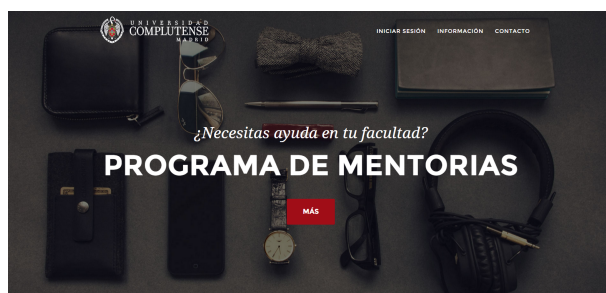 UNIVERSIDAD
COMPLUTENSE
MADRID
INICIAR SESIÓN INFORMACIÓN CONTACTO
¿Necesitas ayuda en tu facultad?
PROGRAMA DE MENTORIAS
MÁS